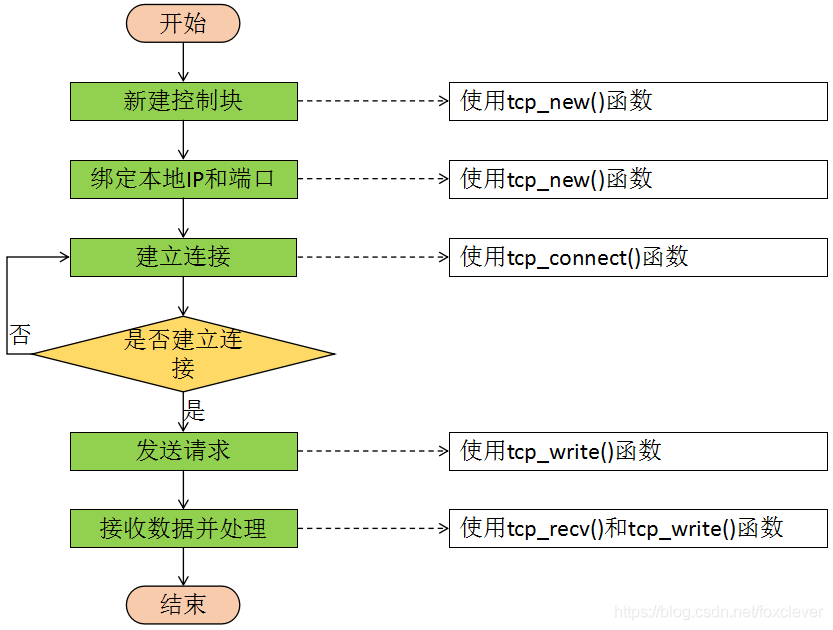 开始
新建控制块
使用tcp_new()函数
绑定本地IP和端口
使用tcp_new()函数
建立连接
使用tcp_connect()函数
否
是否建立连
接
是
发送请求
使用tcp_write()函数
接收数据并处理
使用tcp_recv()和tcp_write()函数
结束
https://blog.csdn.net/foxclever